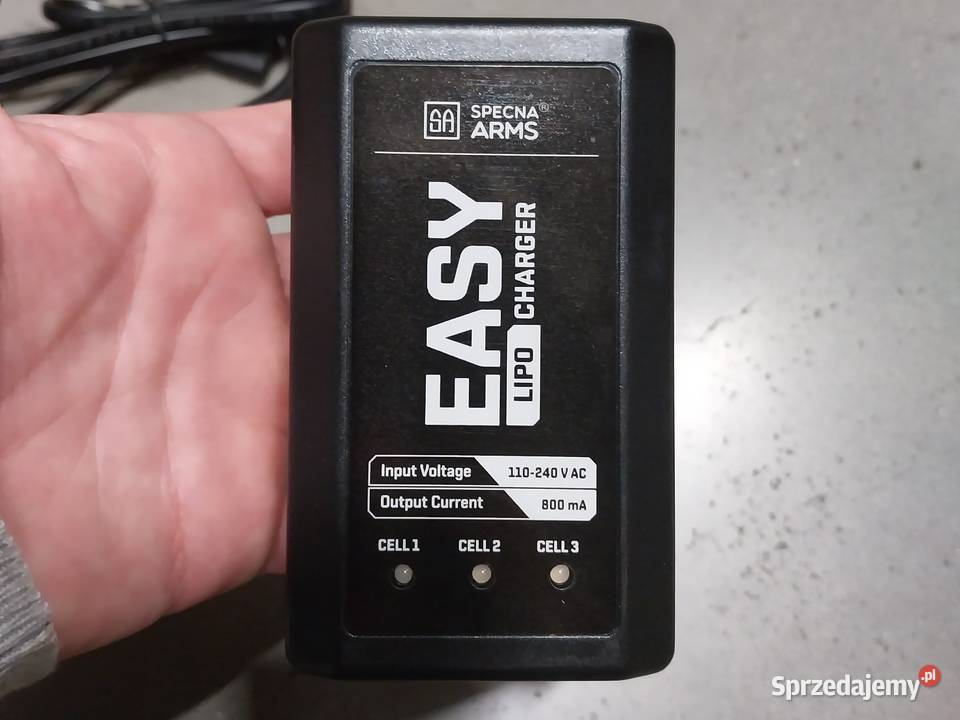 SA SPECNA®
ARMS
EASY
LIPO CHARGER
Input Voltage 110-240 V AC
Output Current 800 mA
CELL 1 CELL 2 CELL 3
Sprzedajemy.pl